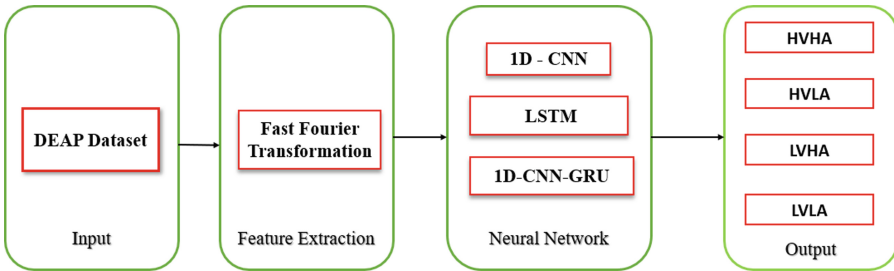 DEAP Dataset
Input
Fast Fourier
Transformation
Feature Extraction
1D - CNN
LSTM
1D-CNN-GRU
Neural Network
HVHA
HVLA
LVHA
LVLA
Output